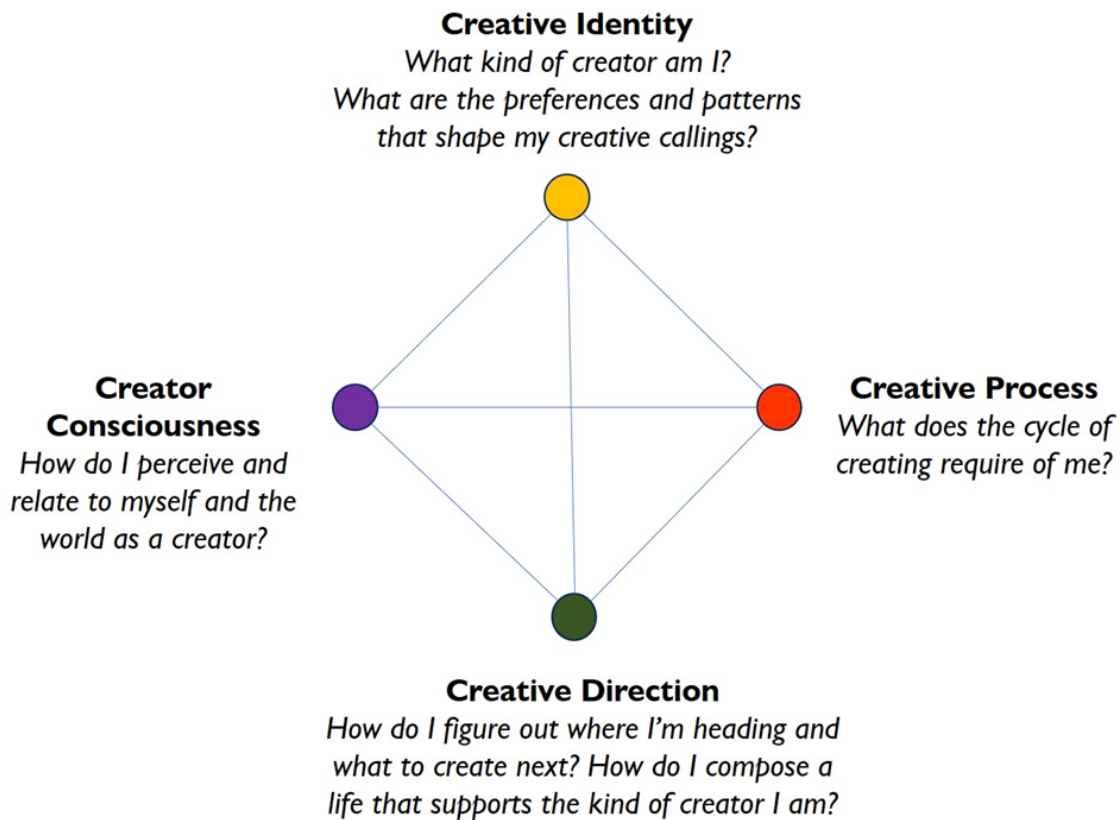 Creative Identity
What kind of creator am I?
What are the preferences and patterns
that shape my creative callings?
Creator
Consciousness
How do I perceive and
relate to myself and the
world as a creator?
Creative Process
What does the cycle of
creating require of me?
Creative Direction
How do I figure out where I’m heading and
what to create next? How do I compose a
life that supports the kind of creator I am?